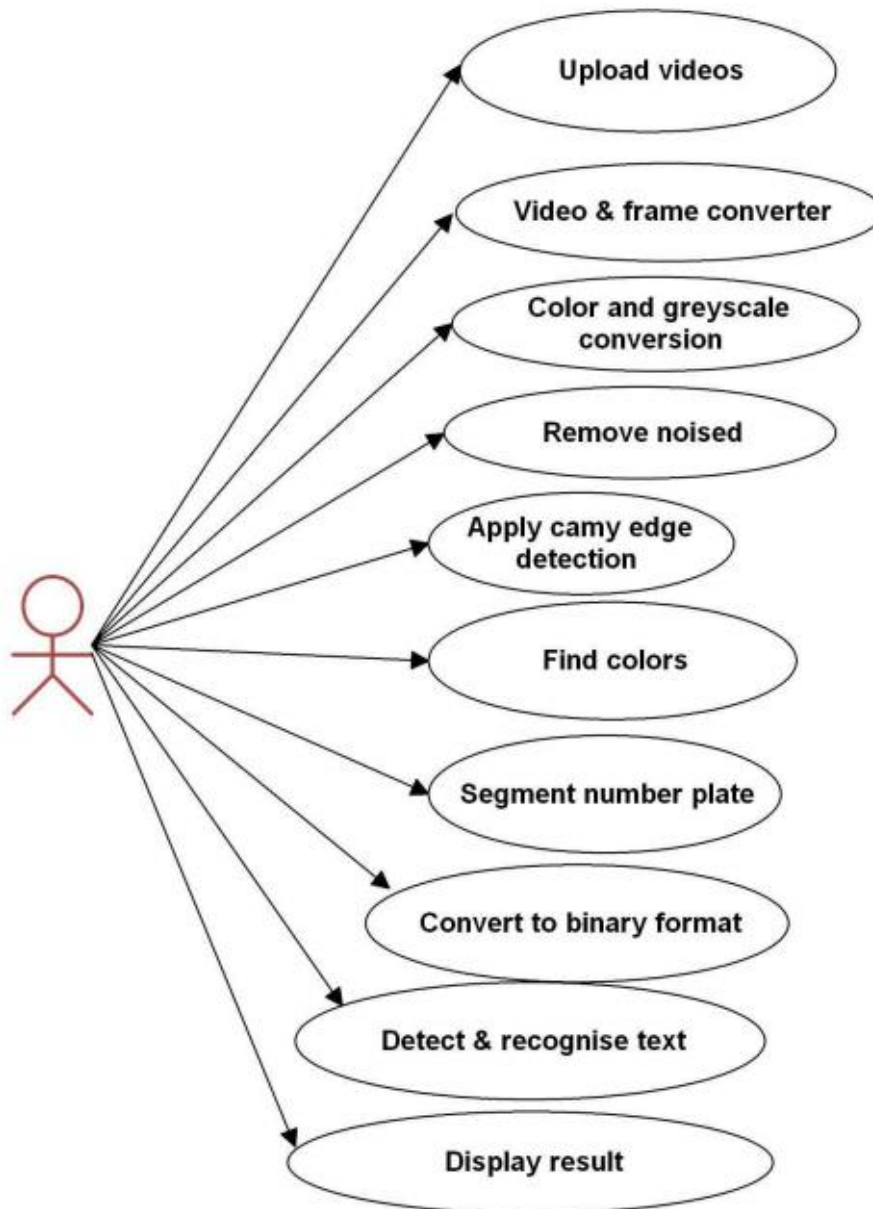 Upload videos
Video & frame converter
Color and greyscale
conversion
Remove noised
Apply camy edge
detection
Find colors
Segment number plate
Convert to binary format
Detect & recognise text
Display result